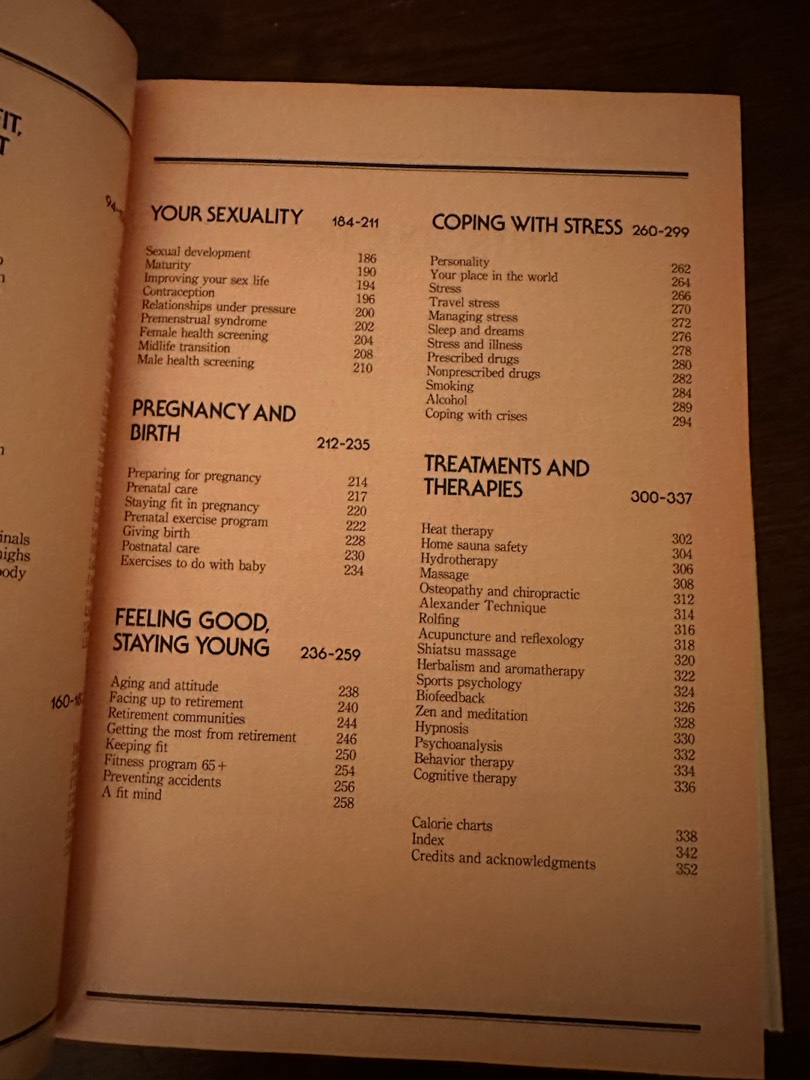 FIT,
inals
ighs
ody
160-
YOUR SEXUALITY 184-211
Sexual development 186
Maturity 190
Improving your sex life 194
Contraception 196
Relationships under pressure 200
Premenstrual syndrome 202
Female health screening 204
Midlife transition 208
Male health screening 210
PREGNANCY AND
BIRTH 212-235
Preparing for pregnancy 214
Prenatal care 217
Staying fit in pregnancy 220
Prenatal exercise program 222
Giving birth 228
Postnatal care 230
Exercises to do with baby 234
FEELING GOOD,
STAYING YOUNG 236-259
Aging and attitude 238
Facing up to retirement 240
Retirement communities 244
Getting the most from retirement 246
Keeping fit 250
Fitness program 65+ 254
Preventing accidents 256
A fit mind 258
COPING WITH STRESS 260-299
Personality 262
Your place in the world 264
Stress 266
Travel stress 270
Managing stress 272
Sleep and dreams 276
Stress and illness 278
Prescribed drugs 280
Nonprescribed drugs 282
Smoking 284
Alcohol 289
Coping with crises 294
TREATMENTS AND
THERAPIES 300-337
Heat therapy 302
Home sauna safety 304
Hydrotherapy 306
Massage 308
Osteopathy and chiropractic 312
Alexander Technique 314
Rolfing 316
Acupuncture and reflexology 318
Shiatsu massage 320
Herbalism and aromatherapy 322
Sports psychology 324
Biofeedback 326
Zen and meditation 328
Hypnosis 330
Psychoanalysis 332
Behavior therapy 334
Cognitive therapy 336
Calorie charts 338
Index 342
Credits and acknowledgments 352